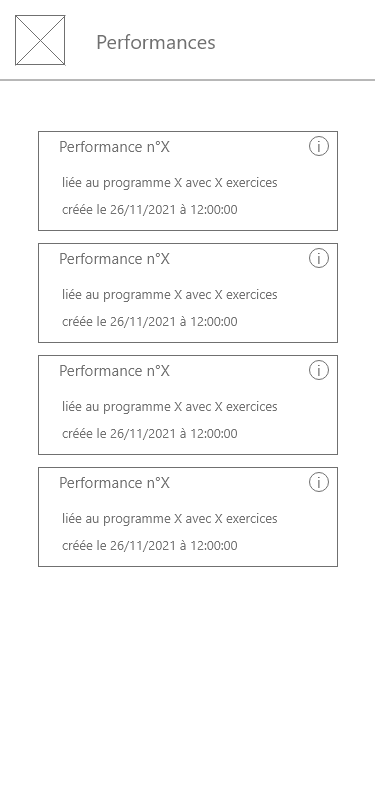 Performances
Performance n°X
i
liée au programme X avec X exercices
créée le 26/11/2021 à 12:00:00
Performance n°X
i
liée au programme X avec X exercices
créée le 26/11/2021 à 12:00:00
Performance n°X
i
liée au programme X avec X exercices
créée le 26/11/2021 à 12:00:00
Performance n°X
i
liée au programme X avec X exercices
créée le 26/11/2021 à 12:00:00